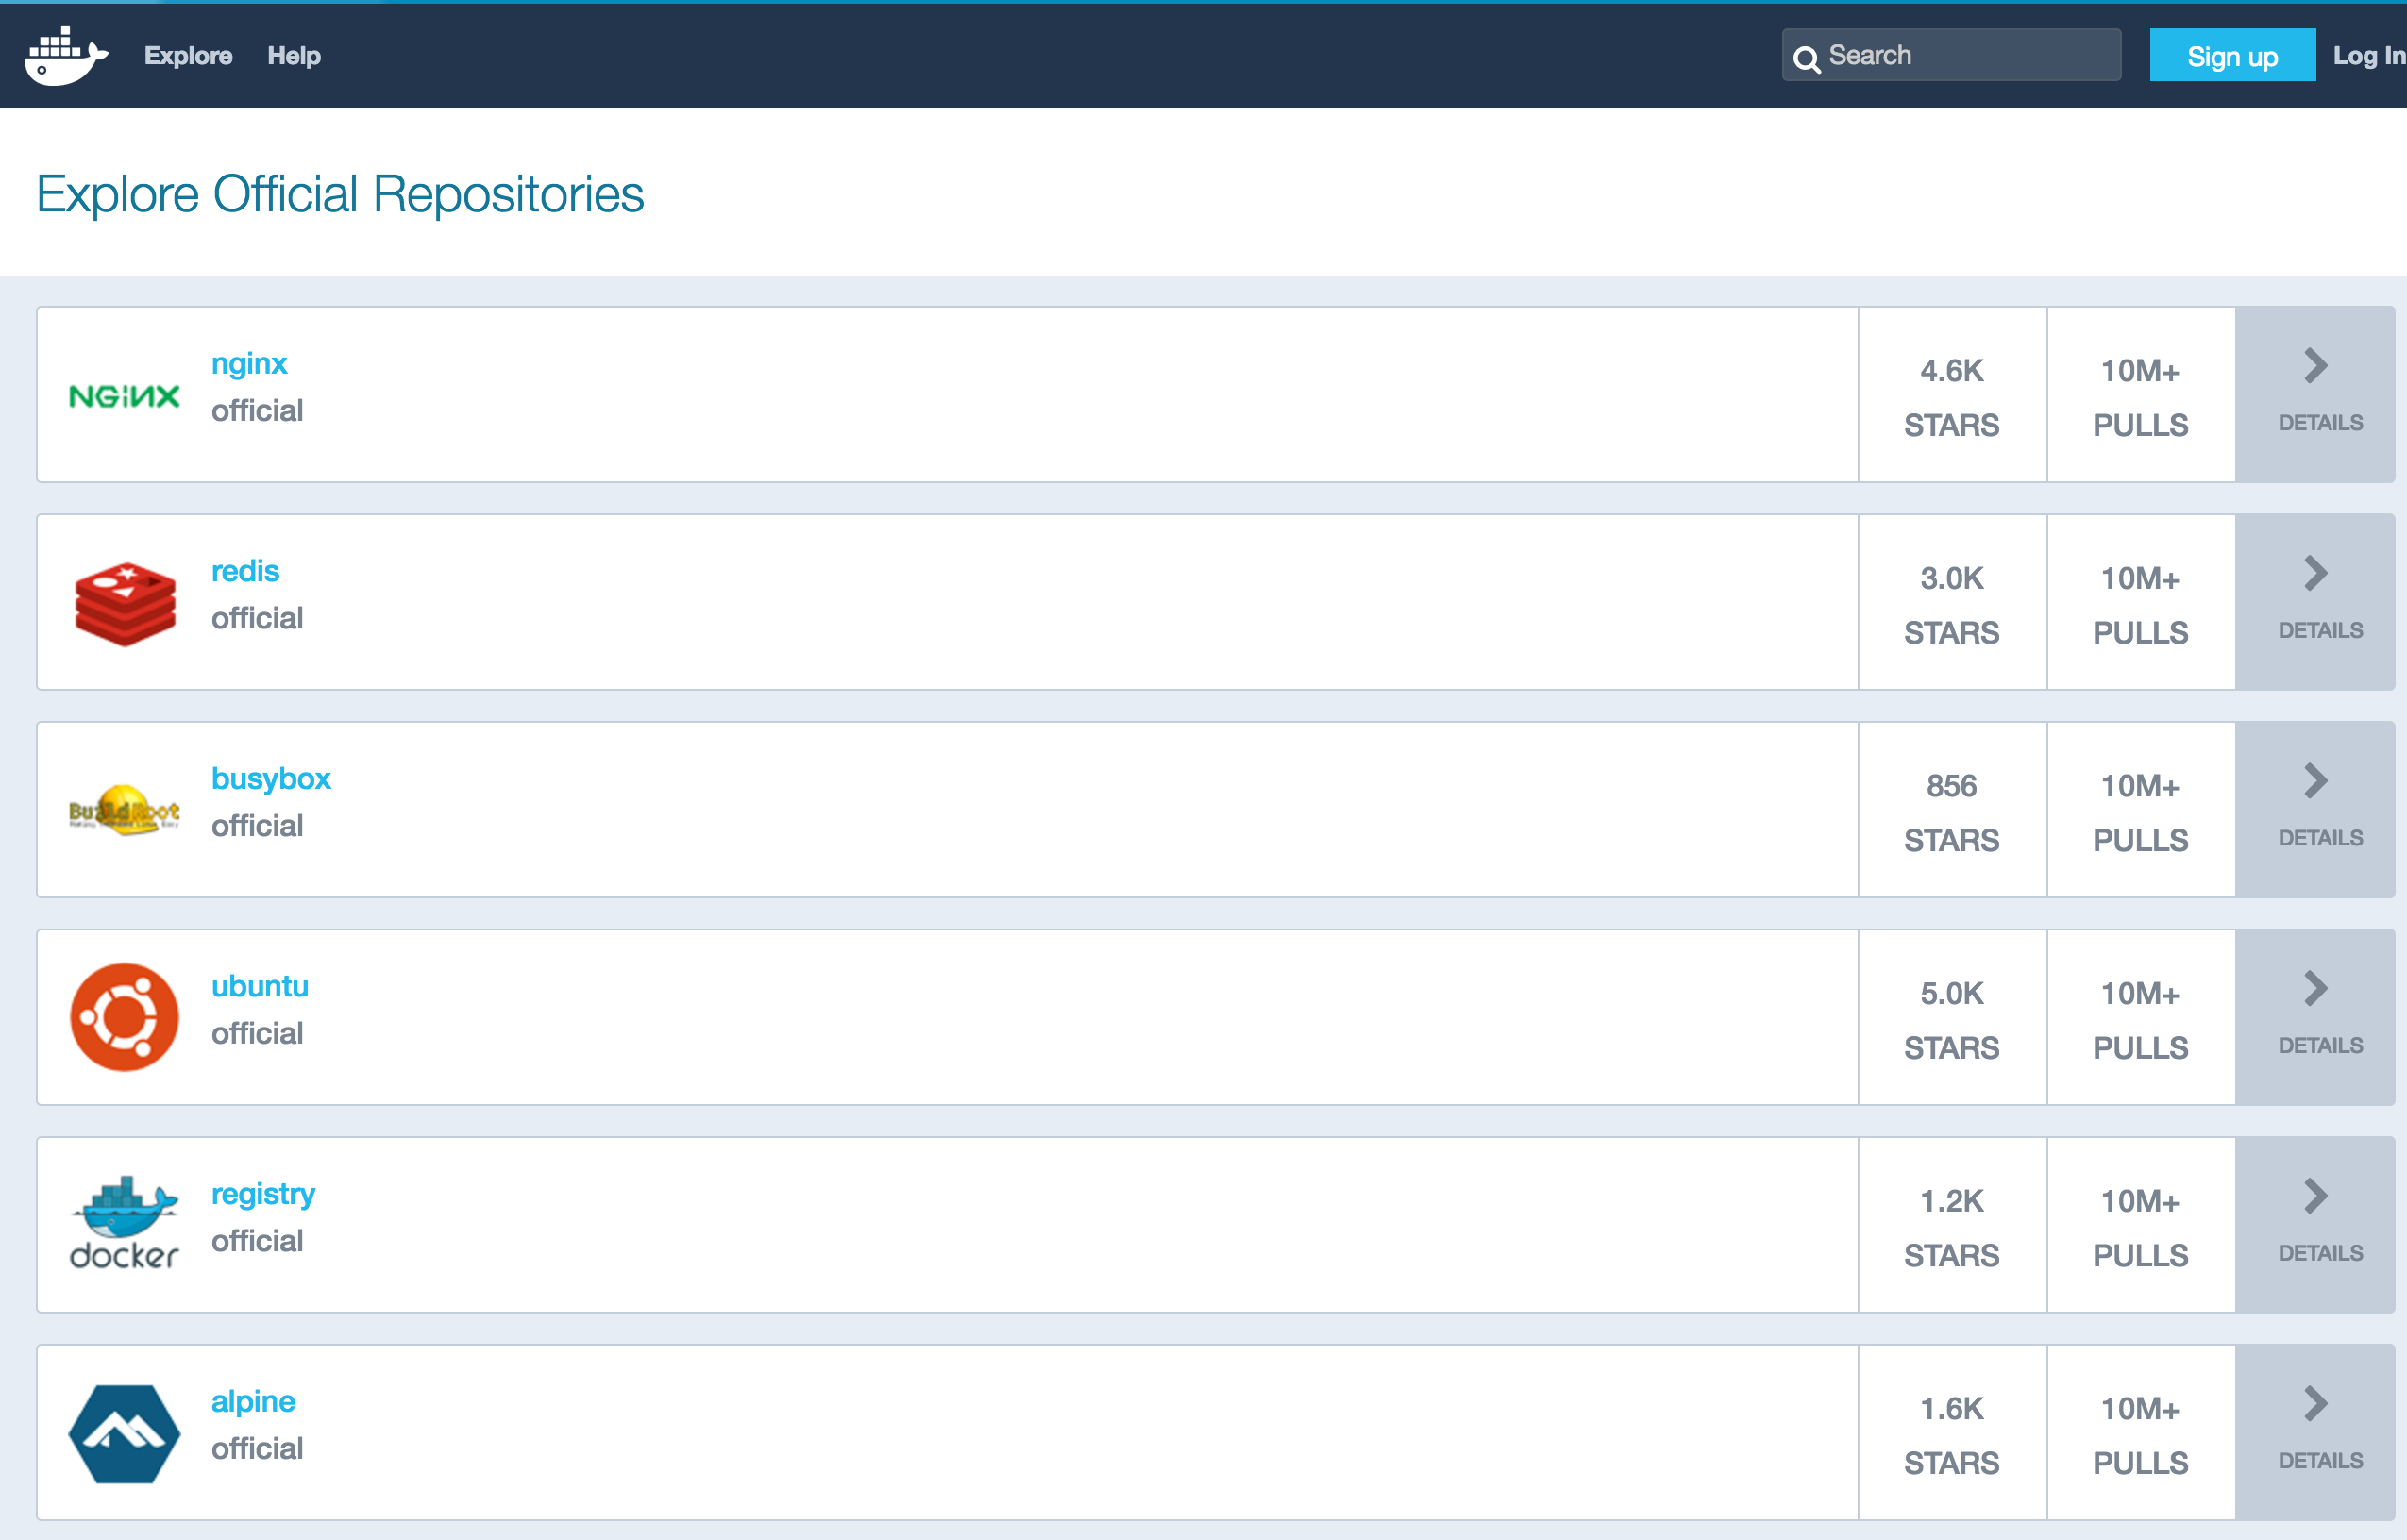 Explore Help Search Sign up Log In
Explore Official Repositories
NGiNX
nginx
official
4.6K
STARS
10M+
PULLS
DETAILS
redis
official
3.0K
STARS
10M+
PULLS
DETAILS
BuildRoot
busybox
official
856
STARS
10M+
PULLS
DETAILS
ubuntu
official
5.0K
STARS
10M+
PULLS
DETAILS
docker
registry
official
1.2K
STARS
10M+
PULLS
DETAILS
alpine
official
1.6K
STARS
10M+
PULLS
DETAILS